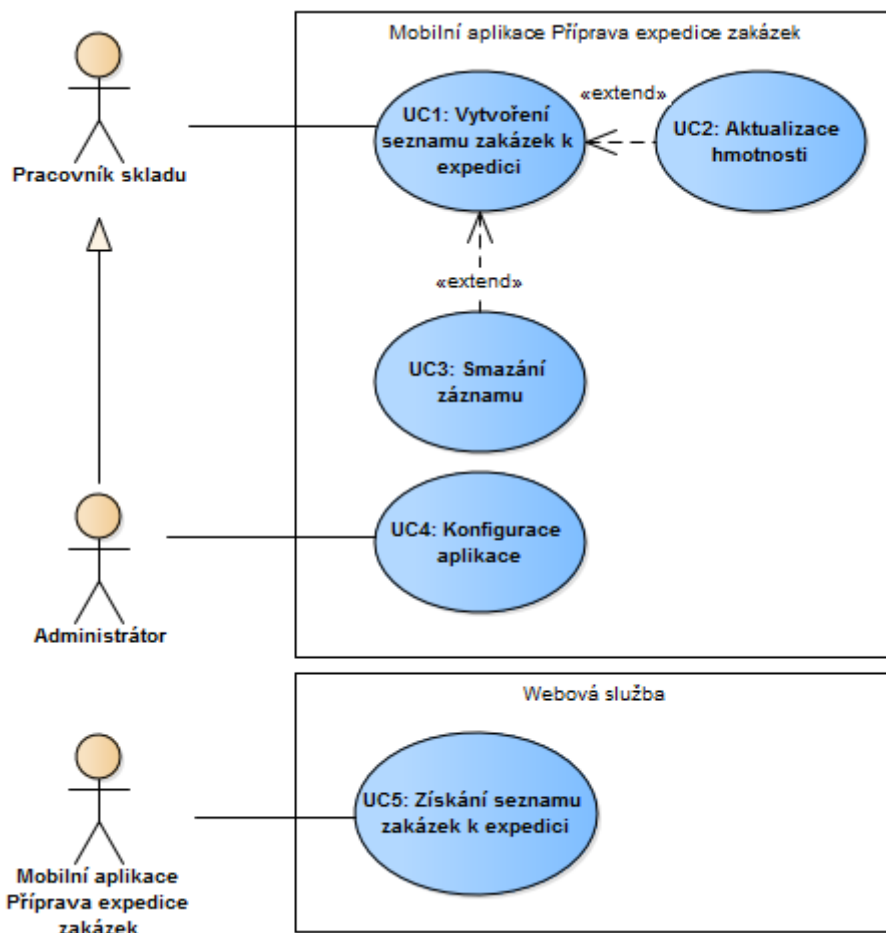 Mobilní aplikace Příprava expedice zakázek
UC1: Vytvoření
seznamu zakázek k
expedici
«extend»
UC2: Aktualizace
hmotnosti
Pracovník skladu
«extend»
UC3: Smazání
záznamu
UC4: Konfigurace
aplikace
Administrátor
Webová služba
UC5: Získání seznamu
zakázek k expedici
Mobilní aplikace
Příprava expedice
zakázek